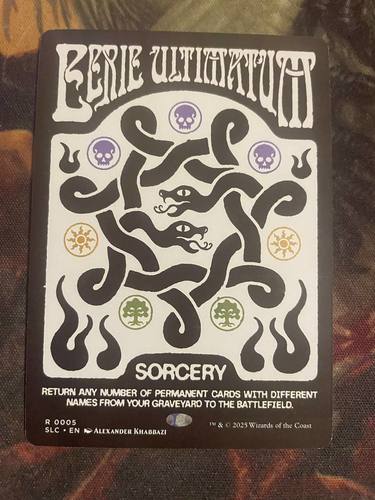 EERIE ULTIMATUM
SORCERY
RETURN ANY NUMBER OF PERMANENT CARDS WITH DIFFERENT
NAMES FROM YOUR GRAVEYARD TO THE BATTLEFIELD.
R 0005
SLC • EN ALEXANDER KHABBAZI
™ & © 2025 Wizards of the Coast